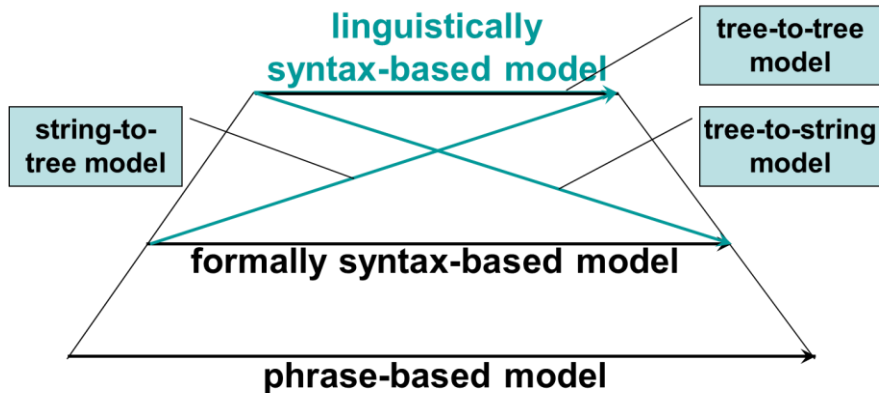 linguistically
syntax-based model
tree-to-tree
model
string-to-
tree model
tree-to-string
model
formally syntax-based model
phrase-based model